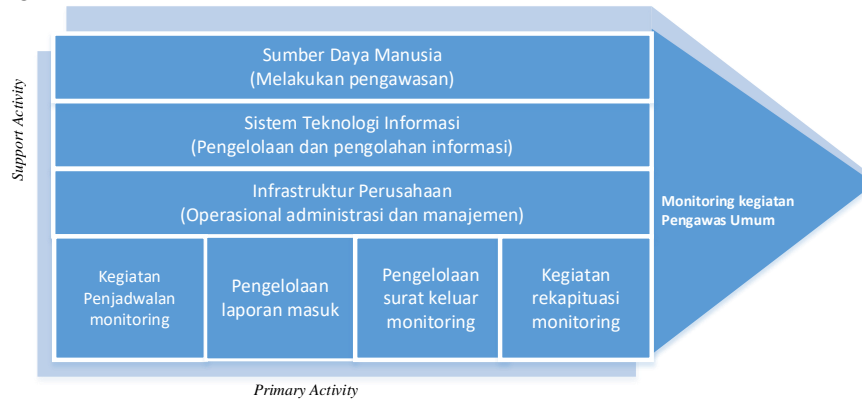 Support Activity
Sumber Daya Manusia
(Melakukan pengawasan)
Sistem Teknologi Informasi
(Pengelolaan dan pengolahan informasi)
Infrastruktur Perusahaan
(Operasional administrasi dan manajemen)
Monitoring kegiatan
Pengawas Umum
Kegiatan
Penjadwalan
monitoring
Pengelolaan
laporan masuk
Pengelolaan
surat keluar
monitoring
Kegiatan
rekapituasi
monitoring
Primary Activity